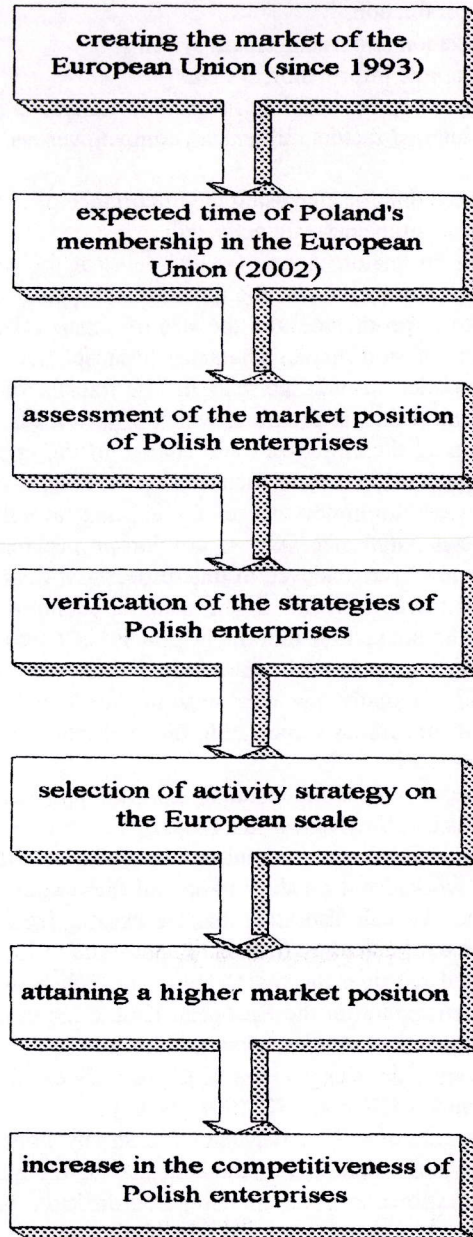 creating the market of the
European Union (since 1993)
expected time of Poland's
membership in the European
Union (2002)
assessment of the market position
of Polish enterprises
verification of the strategies of
Polish enterprises
selection of activity strategy on
the European scale
attaining a higher market position
increase in the competitiveness of
Polish enterprises